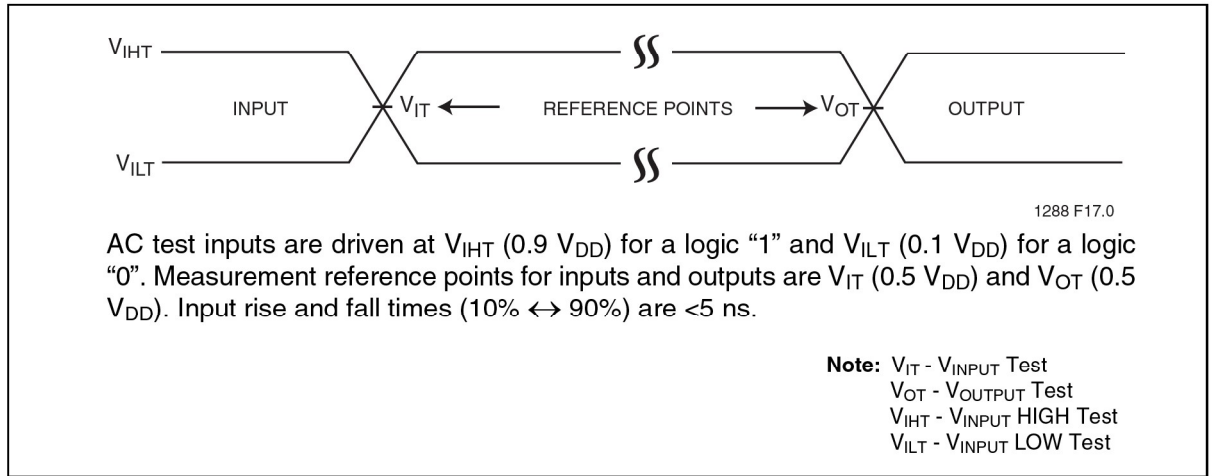 VIHT
INPUT VIT REFERENCE POINTS VOT OUTPUT
VILT
1288 F17.0
AC test inputs are driven at VIHT (0.9 VDD) for a logic “1” and VILT (0.1 VDD) for a logic
“0”. Measurement reference points for inputs and outputs are VIT (0.5 VDD) and VOT (0.5
VDD). Input rise and fall times (10% ↔ 90%) are <5 ns.
Note: VIT - VINPUT Test
VOT - VOUTPUT Test
VIHT - VINPUT HIGH Test
VILT - VINPUT LOW Test